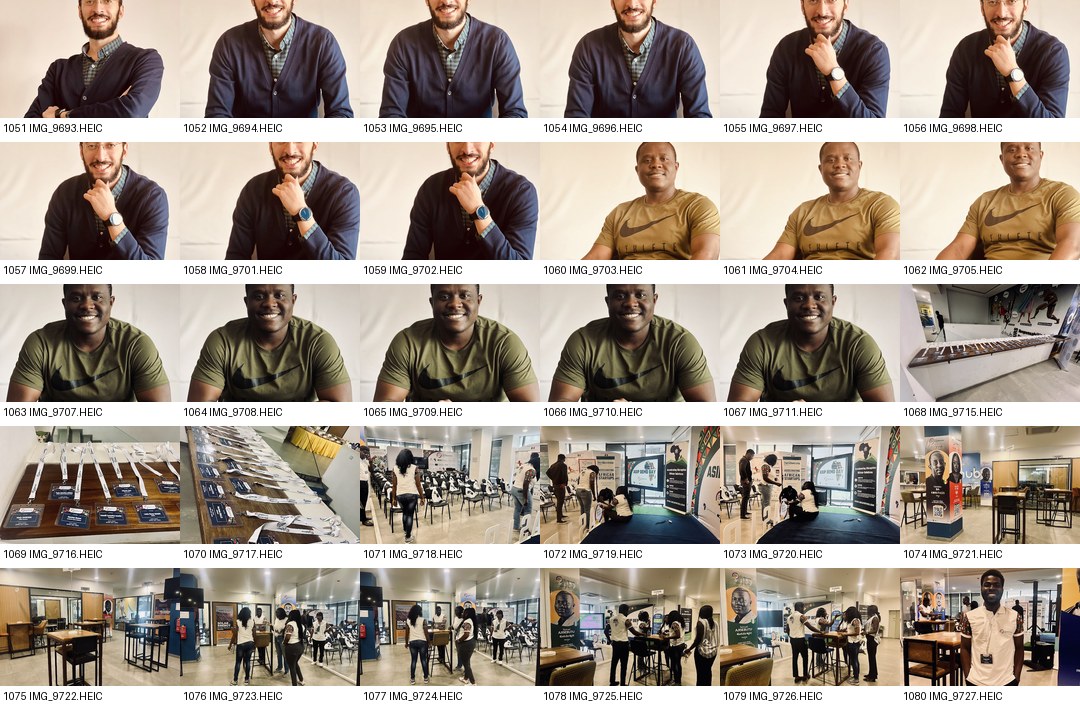 1051 IMG_9693.HEIC
1052 IMG_9694.HEIC
1053 IMG_9695.HEIC
1054 IMG_9696.HEIC
1055 IMG_9697.HEIC
1056 IMG_9698.HEIC
1057 IMG_9699.HEIC
1058 IMG_9701.HEIC
1059 IMG_9702.HEIC
ATHLETE
1060 IMG_9703.HEIC
1061 IMG_9704.HEIC
1062 IMG_9705.HEIC
1063 IMG_9707.HEIC
1064 IMG_9708.HEIC
1065 IMG_9709.HEIC
1066 IMG_9710.HEIC
1067 IMG_9711.HEIC
1068 IMG_9715.HEIC
1069 IMG_9716.HEIC
1070 IMG_9717.HEIC
1071 IMG_9718.HEIC
1072 IMG_9719.HEIC
1073 IMG_9720.HEIC
1074 IMG_9721.HEIC
1075 IMG_9722.HEIC
1076 IMG_9723.HEIC
1077 IMG_9724.HEIC
1078 IMG_9725.HEIC
1079 IMG_9726.HEIC
1080 IMG_9727.HEIC